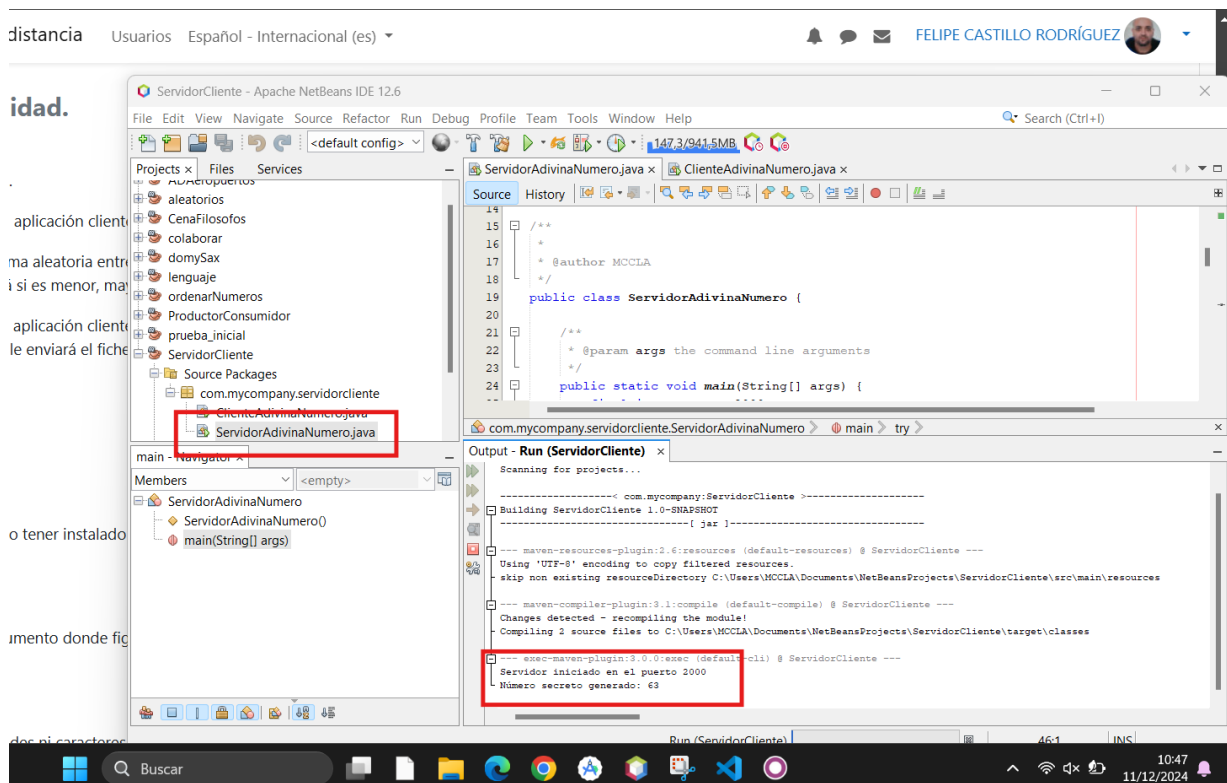 distancia Usuarios Español - Internacional (es) FELIPE CASTILLO RODRÍGUEZ
idad.
.
aplicación cliente
ma aleatoria entr
á si es menor, ma
aplicación cliente
le enviará el fiche
o tener instalado
umento donde fig
des ni caracteres
ServidorCliente - Apache NetBeans IDE 12.6
File Edit View Navigate Source Refactor Run Debug Profile Team Tools Window Help Search (Ctrl+I)
<default config> 147,3/941,5MB
Projects Files Services
ADAeropuertos
aleatorios
CenaFilosofos
colaborar
domySax
lenguaje
ordenarNumeros
ProductorConsumidor
prueba_inicial
ServidorCliente
Source Packages
com.mycompany.servidorcliente
ClienteAdivinaNumero.java
ServidorAdivinaNumero.java
main - Navigator
Members <empty>
ServidorAdivinaNumero
ServidorAdivinaNumero()
main(String[] args)
ServidorAdivinaNumero.java ClienteAdivinaNumero.java
Source History
14
15 /**
16 *
17 * @author MCCLA
18 */
19 public class ServidorAdivinaNumero {
20
21 /**
22 * @param args the command line arguments
23 */
24 public static void main(String[] args) {
com.mycompany.servidorcliente.ServidorAdivinaNumero main try
Output - Run (ServidorCliente)
Scanning for projects...
-------------------< com.mycompany:ServidorCliente >--------------------
Building ServidorCliente 1.0-SNAPSHOT
--------------------------------[ jar ]---------------------------------
--- maven-resources-plugin:2.6:resources (default-resources) @ ServidorCliente ---
Using 'UTF-8' encoding to copy filtered resources.
skip non existing resourceDirectory C:\Users\MCCLA\Documents\NetBeansProjects\ServidorCliente\src\main\resources
--- maven-compiler-plugin:3.1:compile (default-compile) @ ServidorCliente ---
Changes detected - recompiling the module!
Compiling 2 source files to C:\Users\MCCLA\Documents\NetBeansProjects\ServidorCliente\target\classes
--- exec-maven-plugin:3.0.0:exec (default-cli) @ ServidorCliente ---
Servidor iniciado en el puerto 2000
Número secreto generado: 63
Run (ServidorCliente) 46:1 INS
Buscar
10:47
11/12/2024